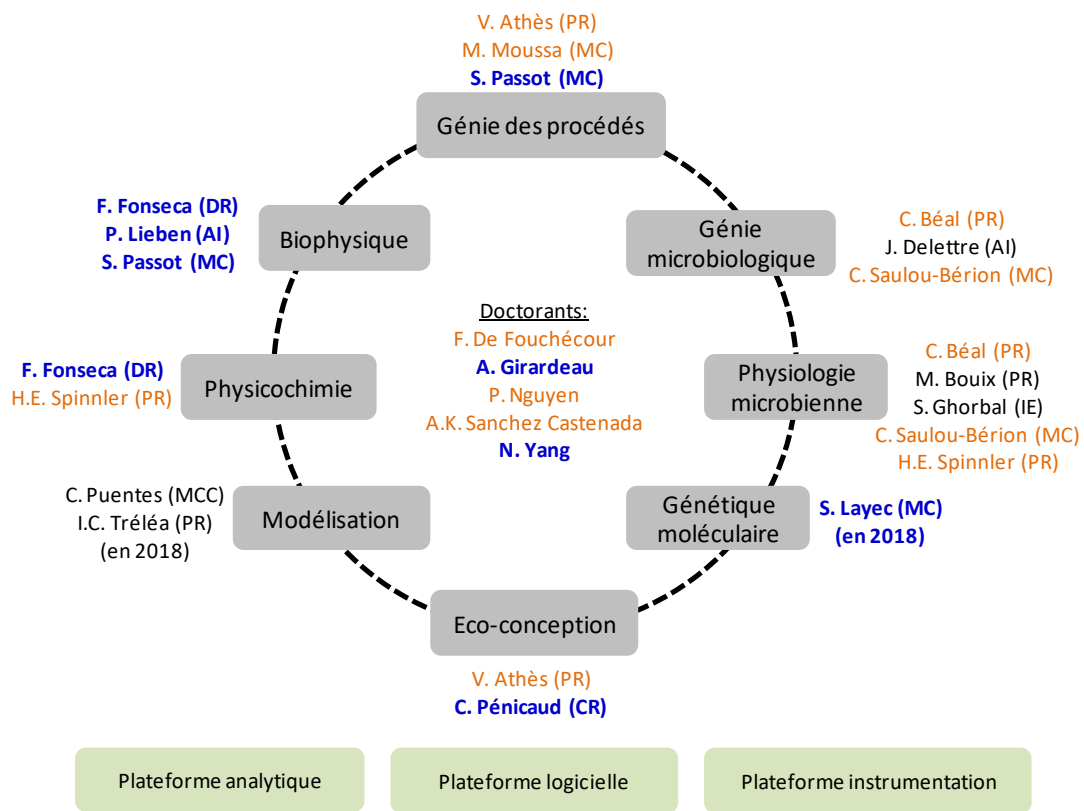 V. Athès (PR)
M. Moussa (MC)
S. Passot (MC)
Génie des procédés
F. Fonseca (DR)
P. Lieben (AI)
S. Passot (MC)
Biophysique
Génie
microbiologique
C. Béal (PR)
J. Delettre (AI)
C. Saulou-Bérion (MC)
Doctorants:
F. De Fouchécour
A. Girardeau
P. Nguyen
A.K. Sanchez Castenada
N. Yang
F. Fonseca (DR)
H.E. Spinnler (PR)
Physicochimie
Physiologie
microbienne
C. Béal (PR)
M. Bouix (PR)
S. Ghorbal (IE)
C. Saulou-Bérion (MC)
H.E. Spinnler (PR)
C. Puentes (MCC)
I.C. Tréléa (PR)
(en 2018)
Modélisation
Génétique
moléculaire
S. Layec (MC)
(en 2018)
Eco-conception
V. Athès (PR)
C. Pénicaud (CR)
Plateforme analytique
Plateforme logicielle
Plateforme instrumentation